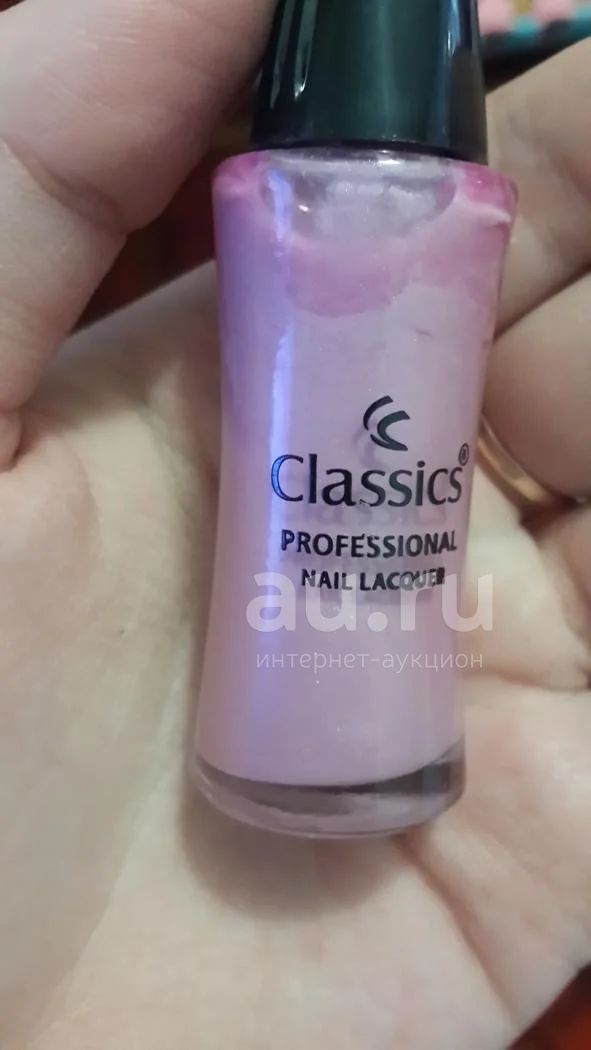 Classics®
PROFESSIONAL
NAIL LACQUER
au.ru
интернет-аукцион